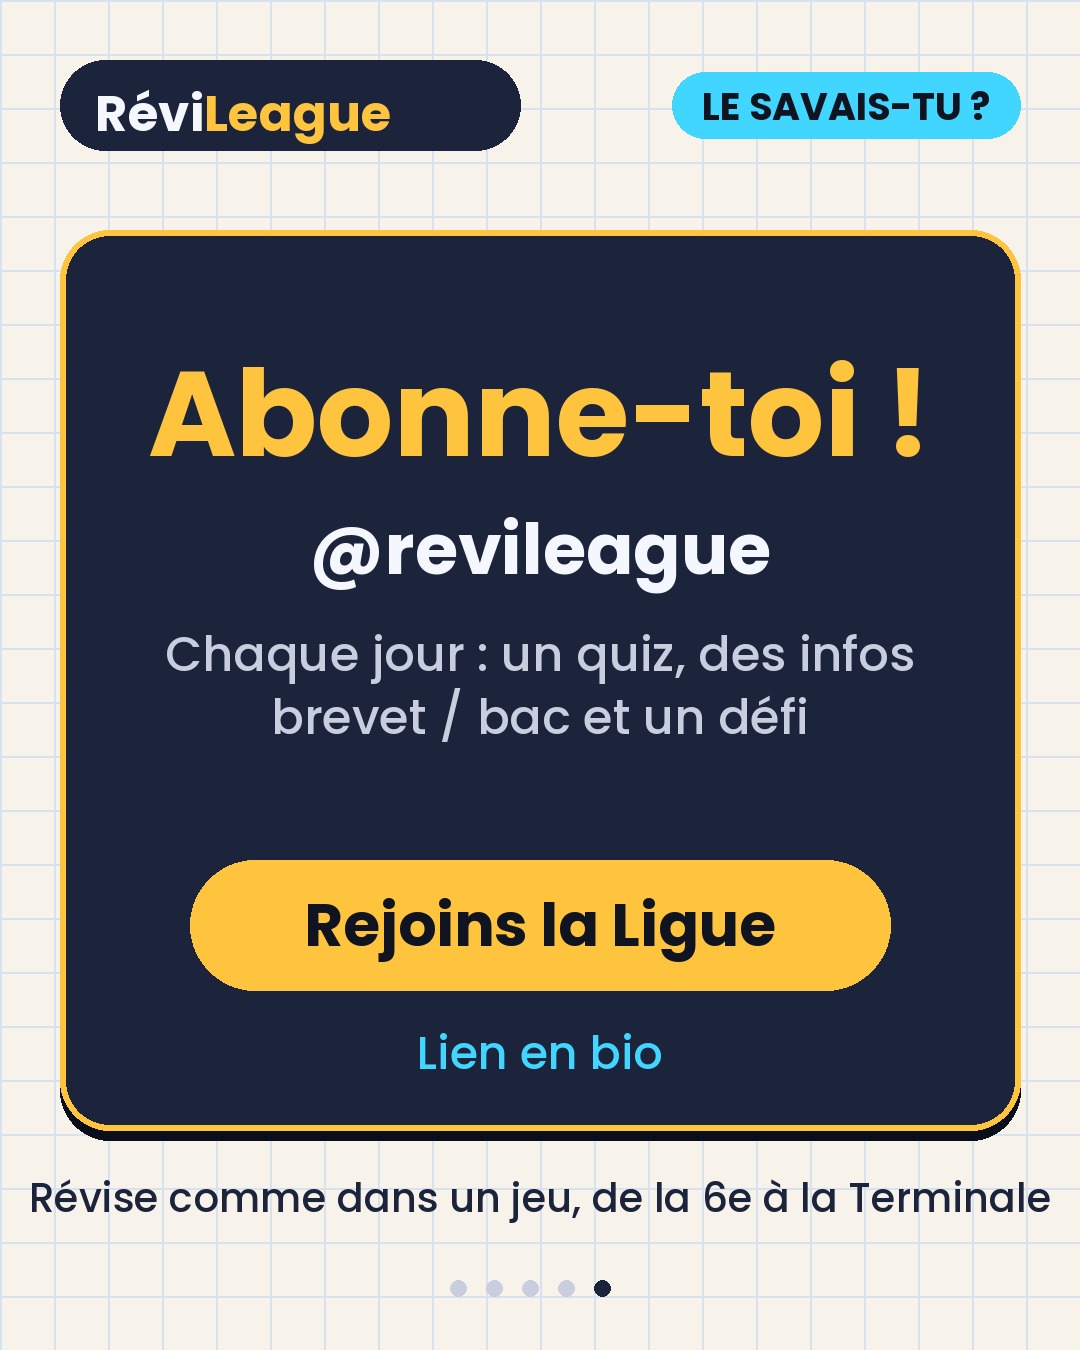 RéviLeague
LE SAVAIS-TU ?
Abonne-toi !
@revileague
Chaque jour : un quiz, des infos
brevet / bac et un défi
Rejoins la Ligue
Lien en bio
Révise comme dans un jeu, de la 6e à la Terminale